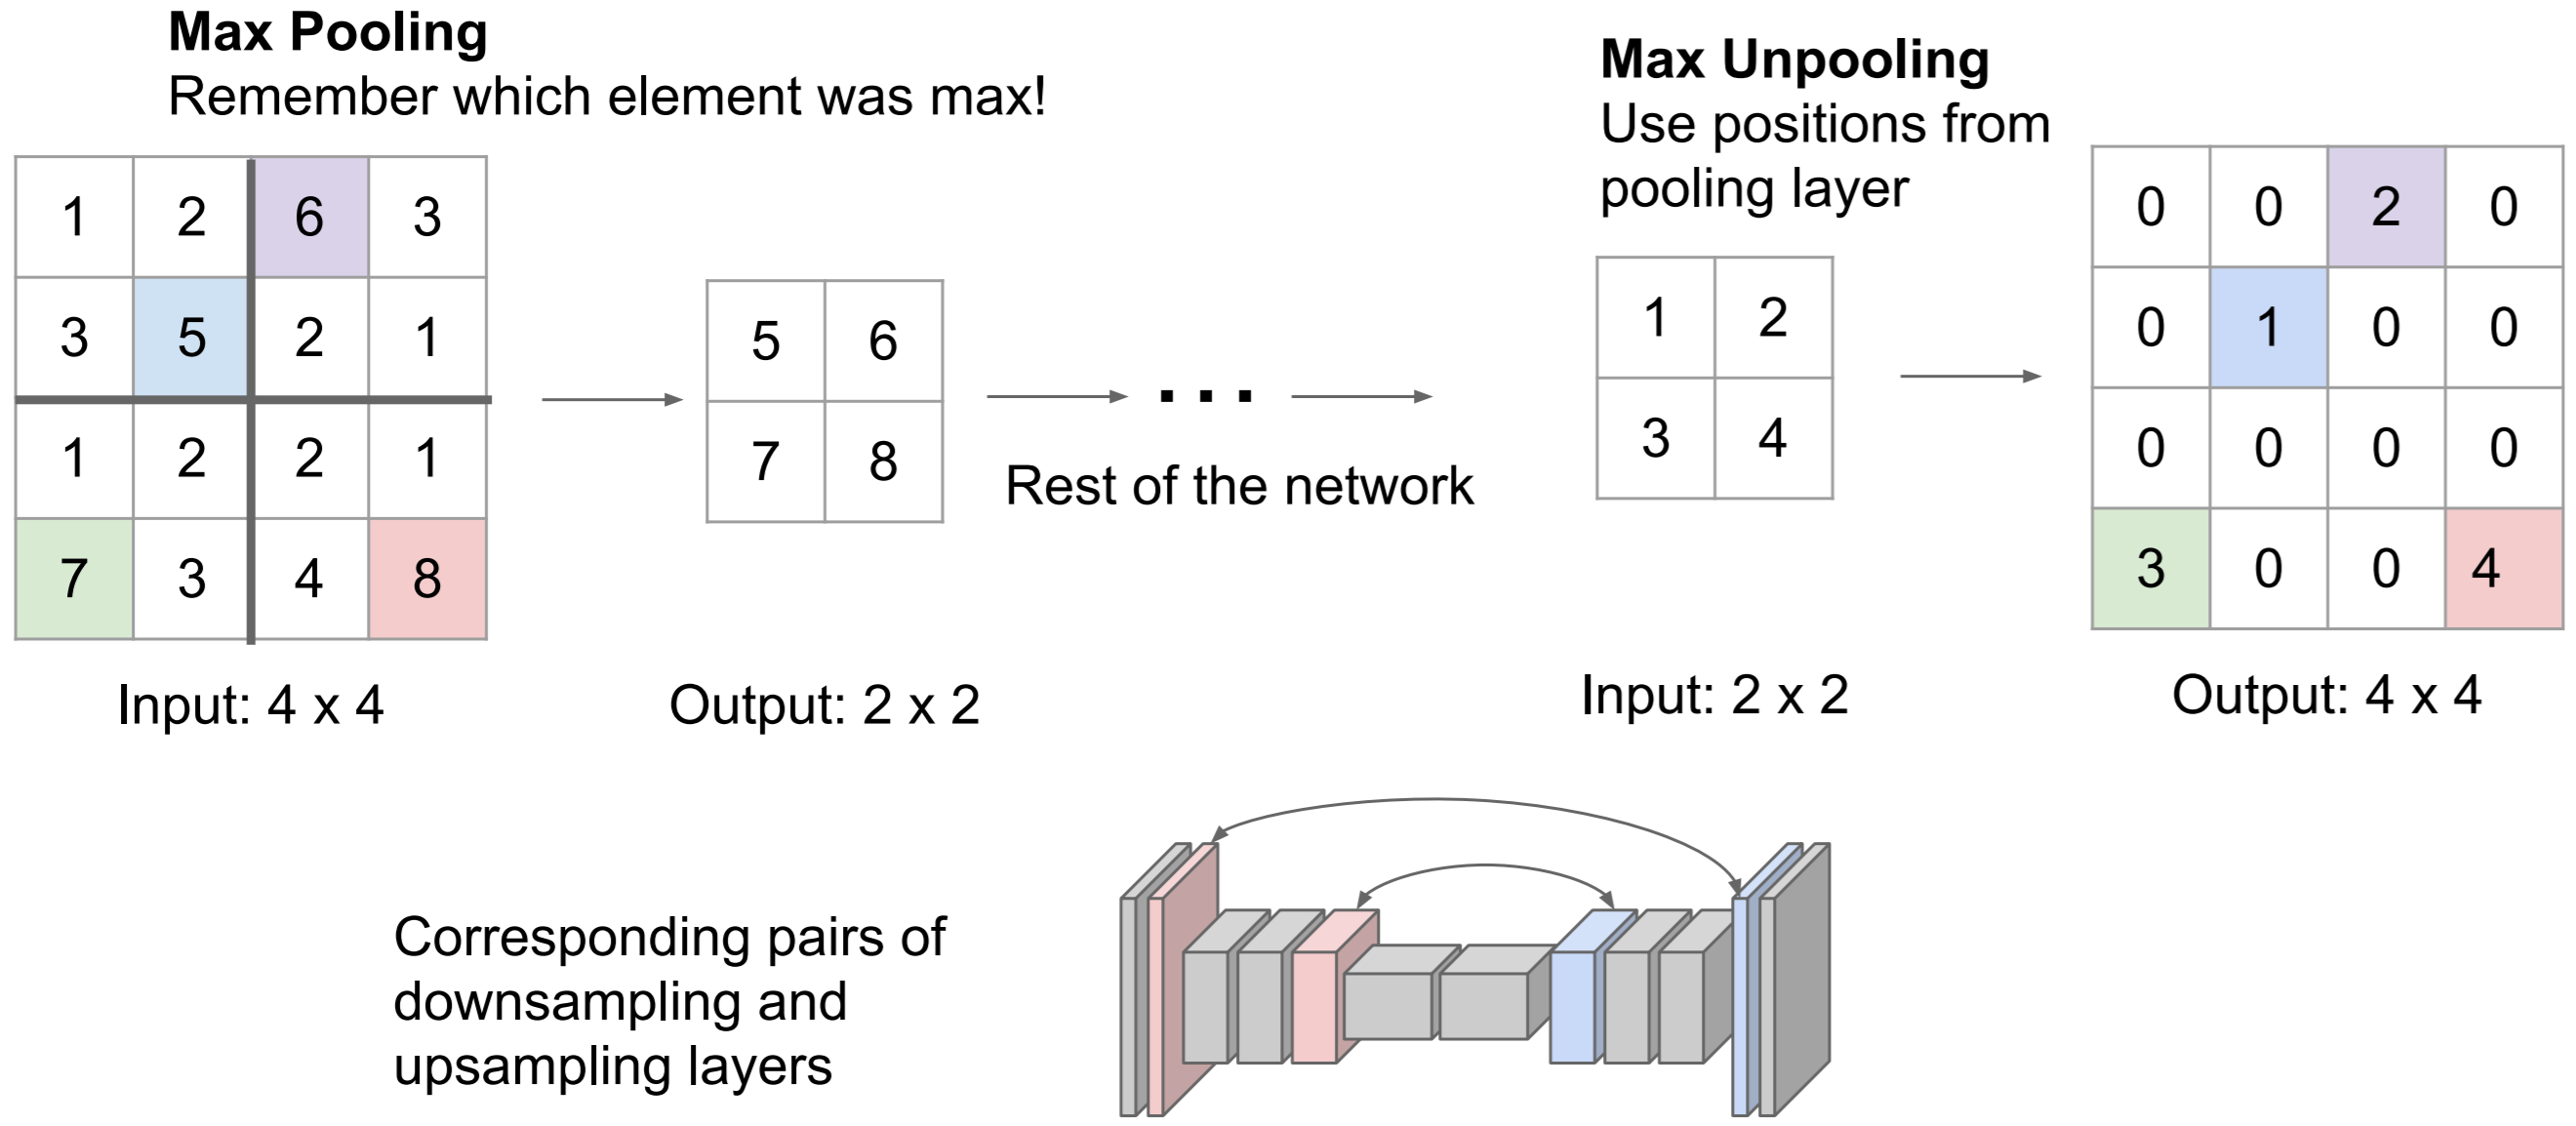 Max Pooling
Remember which element was max!
1 2 6 3
3 5 2 1
1 2 2 1
7 3 4 8
Input: 4 x 4
5 6
7 8
Output: 2 x 2
...
Rest of the network
Max Unpooling
Use positions from
pooling layer
1 2
3 4
Input: 2 x 2
0 0 2 0
0 1 0 0
0 0 0 0
3 0 0 4
Output: 4 x 4
Corresponding pairs of
downsampling and
upsampling layers